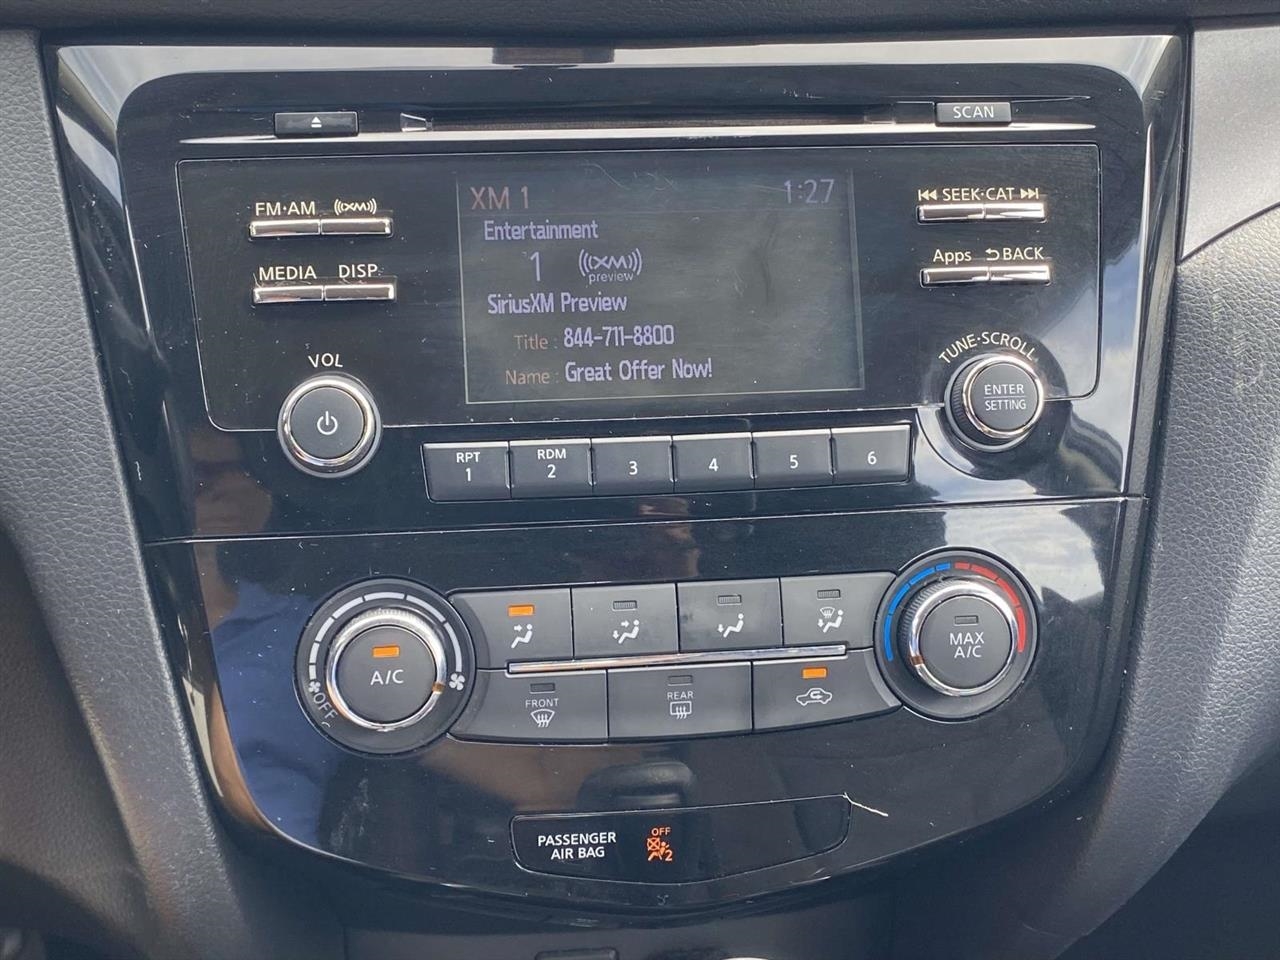 SCAN
FM·AM XM
SEEK·CAT
MEDIA DISP
Apps BACK
XM 1 1:27
Entertainment
1 XM
preview
SiriusXM Preview
Title : 844-711-8800
Name : Great Offer Now!
VOL
TUNE·SCROLL
ENTER
SETTING
RPT RDM
1 2 3 4 5 6
A/C
OFF
MAX
A/C
FRONT
REAR
PASSENGER
AIR BAG
OFF
2